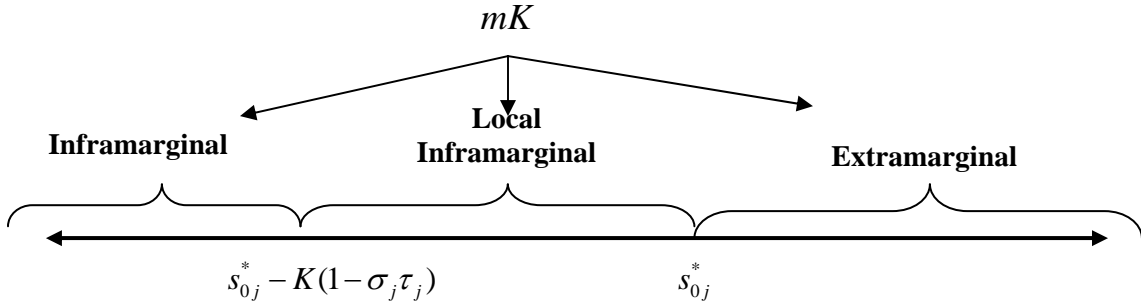 mK
Local
Inframarginal Inframarginal Extramarginal
s*0j − K(1−σjτj) s*0j